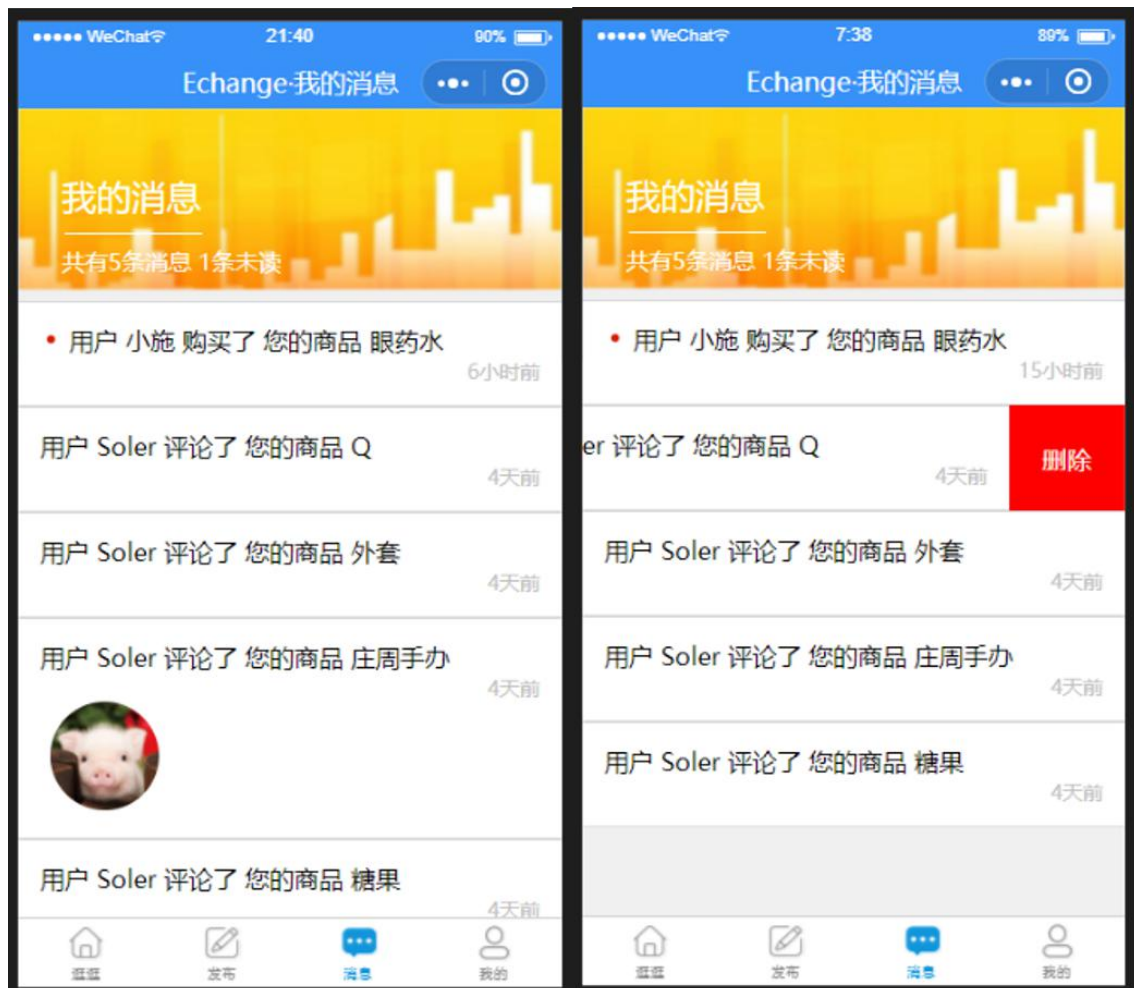 ●●●●● WeChat 21:40 90%
Echange·我的消息
我的消息
共有5条消息 1条未读
用户 小施 购买了 您的商品 眼药水
6小时前
用户 Soler 评论了 您的商品 Q
4天前
用户 Soler 评论了 您的商品 外套
4天前
用户 Soler 评论了 您的商品 庄周手办
4天前
用户 Soler 评论了 您的商品 糖果
4天前
逛逛 发布 消息 我的
●●●●● WeChat 7:38 89%
Echange·我的消息
我的消息
共有5条消息 1条未读
用户 小施 购买了 您的商品 眼药水
15小时前
er 评论了 您的商品 Q
4天前
删除
用户 Soler 评论了 您的商品 外套
4天前
用户 Soler 评论了 您的商品 庄周手办
4天前
用户 Soler 评论了 您的商品 糖果
4天前
逛逛 发布 消息 我的